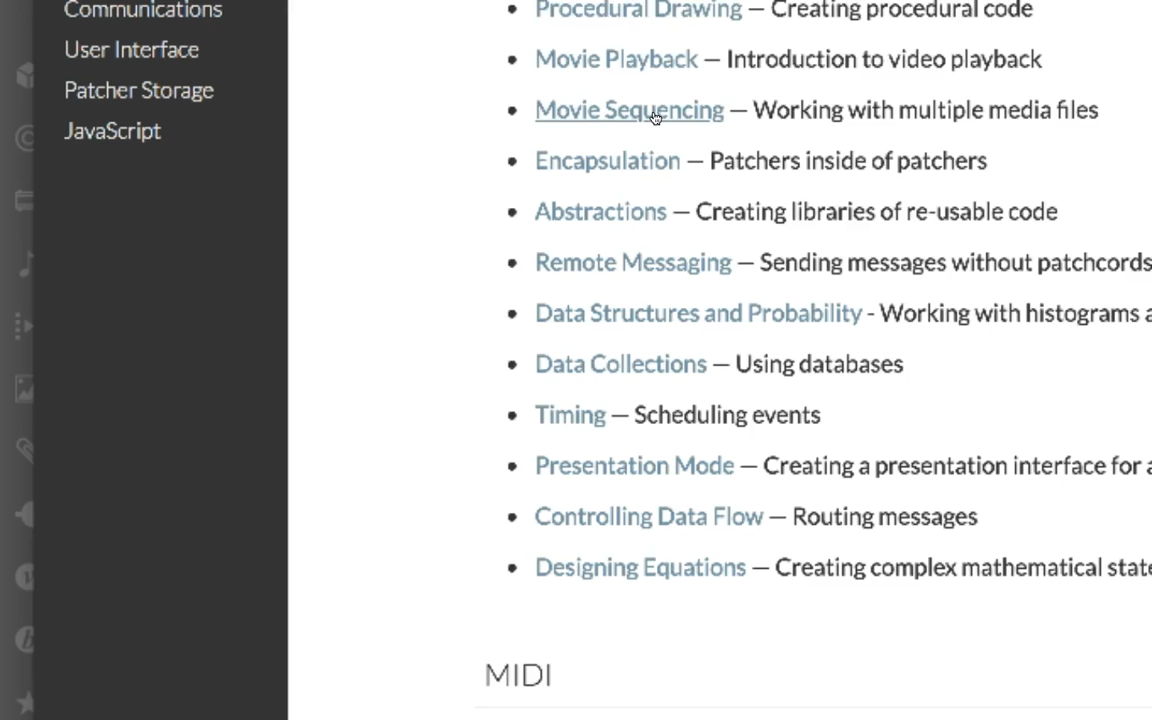 Communications
User Interface
Patcher Storage
JavaScript
Procedural Drawing — Creating procedural code
Movie Playback — Introduction to video playback
Movie Sequencing — Working with multiple media files
Encapsulation — Patchers inside of patchers
Abstractions — Creating libraries of re-usable code
Remote Messaging — Sending messages without patchcords
Data Structures and Probability - Working with histograms
Data Collections — Using databases
Timing — Scheduling events
Presentation Mode — Creating a presentation interface for
Controlling Data Flow — Routing messages
Designing Equations — Creating complex mathematical
MIDI